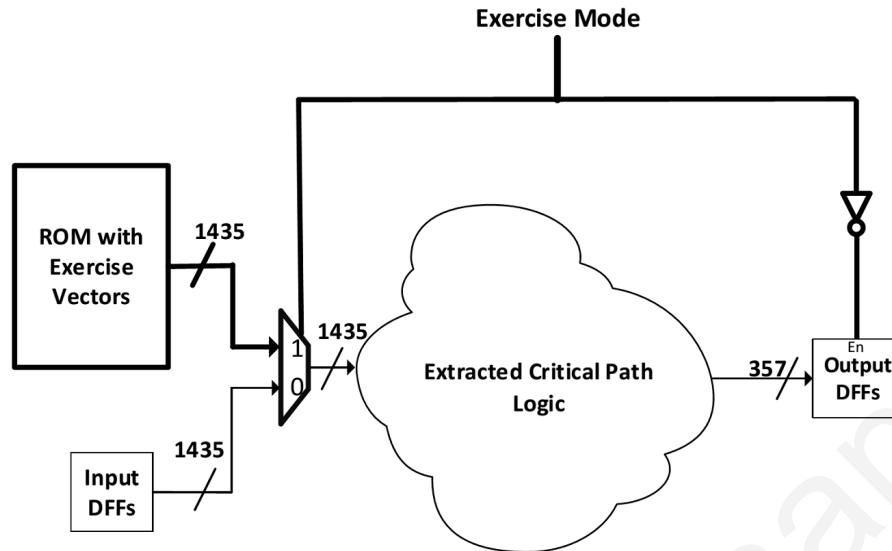 Exercise Mode
ROM with
Exercise
Vectors
1435
1
0
1435
Extracted Critical Path
Logic
357
En
Output
DFFs
1435
Input
DFFs